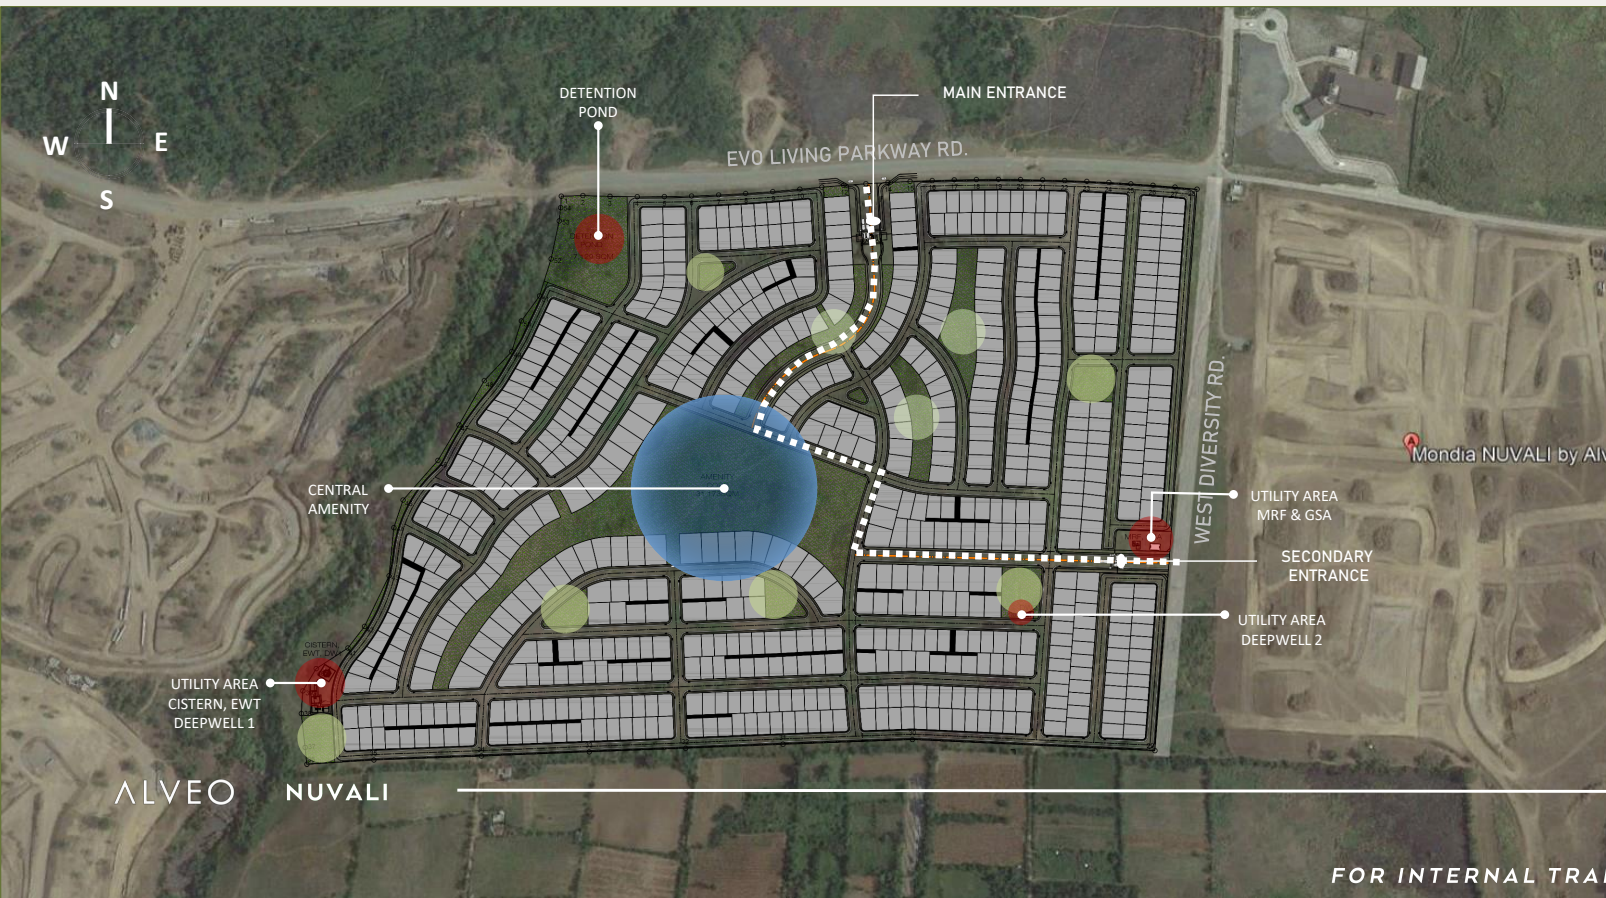 N
W
E
S
DETENTION
POND
MAIN ENTRANCE
EVO LIVING PARKWAY RD.
WEST DIVERSITY RD.
Mondia NUVALI by Alv
A
CENTRAL
AMENITY
AMENITY
UTILITY AREA
MRF & GSA
SECONDARY
ENTRANCE
UTILITY AREA
DEEPWELL 2
CISTERN,
UTILITY AREA
CISTERN, EWT
DEEPWELL 1
ALVEO
NUVALI
FOR INTERNAL TRA